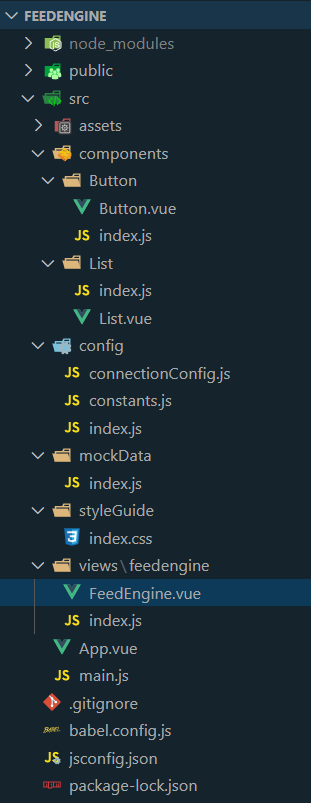 FEEDENGINE
node_modules
public
src
assets
components
Button
Button.vue
JS index.js
List
JS index.js
List.vue
config
JS connectionConfig.js
JS constants.js
JS index.js
mockData
JS index.js
styleGuide
index.css
views\feedengine
FeedEngine.vue
JS index.js
App.vue
JS main.js
.gitignore
BABEL babel.config.js
JS jsconfig.json
npm package-lock.json